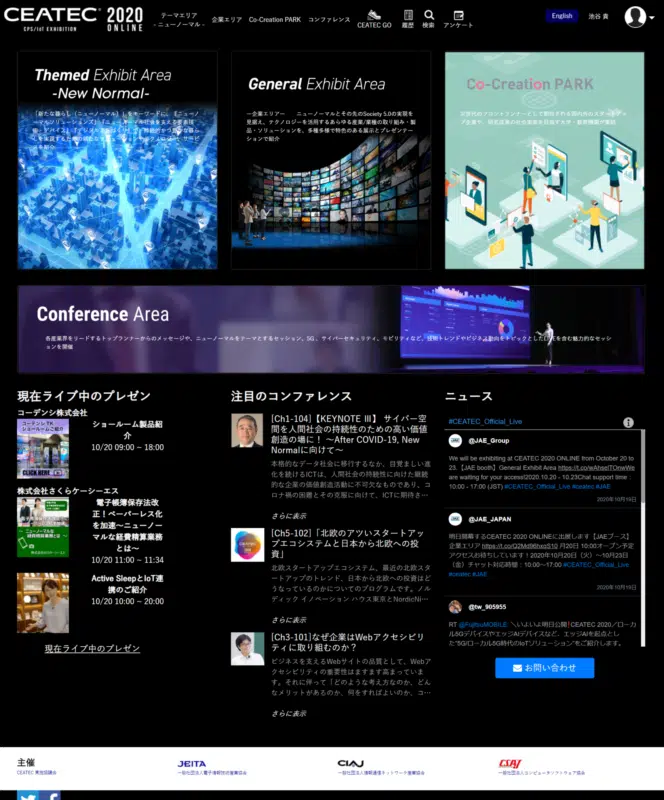 CEATEC 2020
CPS/IoT EXHIBITION ONLINE
テーマエリア
- ニューノーマル -
企業エリア
Co-Creation PARK
コンファレンス
CEATEC GO
履歴
検索
アンケート
English
池谷 貴
Themed Exhibit Area
-New Normal-
General Exhibit Area
―企業エリア― ニューノーマルとその先のSociety 5.0の実現を
見据え、テクノロジーを活用するあらゆる産業/業種の取り組み・製
品・ソリューションを、多種多様で特色のある展示とプレゼンテー
ションで紹介
Co-Creation PARK
Conference Area
各産業界をリードするトップランナーからのメッセージや、ニューノーマルをテーマとするセッション。5G、サイバーセキュリティ、モビリティなど、技術トレンドやビジネス動向をトピックとしたLIVEを含む魅力的なセッシ
ョンを開催
現在ライブ中のプレゼン
コーデンシ株式会社
ショールーム製品紹
介
10/20 09:00 ~ 18:00
CLICK HERE
株式会社さくらケーシーエス
電子帳簿保存法改
正！ペーパーレス化
を加速～ニューノー
マルな経費精算業務
とは～
10/20 11:00 ~ 11:34
Active SleepとIoT連
携のご紹介
10/20 10:00 ~ 20:00
現在ライブ中のプレゼン
注目のコンファレンス
[Ch1-104]【KEYNOTE Ⅲ】 サイバー空
間を人間社会の持続性のための高い価値
創造の場に！ ～After COVID-19, New
Normalに向けて～
本格的なデータ社会に移行するなか、目覚ましい進
化を続けるICTは、人間社会の持続性に向けた継続
的な企業の価値創造活動に不可欠なものであり、コ
ロナ禍の困難とその克服に向けて、ICTに期待さ…
さらに表示
[Ch5-102]「北欧のアツいスタートアッ
プエコシステムと日本から北欧への投
資」
北欧スタートアップエコシステム、最近の北欧スタ
ートアップのトレンド、日本から北欧への投資はど
うなっているのかについてのプログラムです。ノル
ディック イノベーション ハウス東京とNordicNi…
さらに表示
[Ch3-101]なぜ企業はWebアクセシビリ
ティに取り組むのか？
ビジネスを支えるWebサイトの品質として、Webア
クセシビリティの重要性はますます高まっていま
す。それに伴って「どのような考え方なのか、どん
なメリットがあるのか、何をすればよいのか、コ…
さらに表示
ニュース
#CEATEC_Official_Live
@JAE_Group
We will be exhibiting at CEATEC 2020 ONLINE from October 20 to
23.【JAE booth】General Exhibit Area
are waiting for your access!2020.10.20 - 10.23Chat support time :
10:00 - 17:00 (JST) #CEATEC_Official_Live #ceatec #JAE
2020年10月19日
@JAE_JAPAN
明日開幕するCEATEC 2020 ONLINEに出展します【JAEブース】
企業エリア 10月20日 10:00オープン予定
アクセスお待ちしています！2020年10月20日（火）～10月23日
（金）チャット対応時間：10:00～17:00 #CEATEC_Official_Live
#ceatec #JAE
2020年10月19日
@tw_905955
RT @FujitsuMOBILE: ＼いよいよ明日公開❗CEATEC 2020／ローカ
ル5GデバイスやエッジAIデバイスなど、エッジAIを起点とし
た"5G/ローカル5G時代のIoTソリューション"をご紹介します。
お問い合わせ
主催
CEATEC 実施協議会
JEITA
一般社団法人電子情報技術産業協会
CIAJ
一般社団法人情報通信ネットワーク産業協会
CSAJ
一般社団法人コンピュータソフトウェア協会